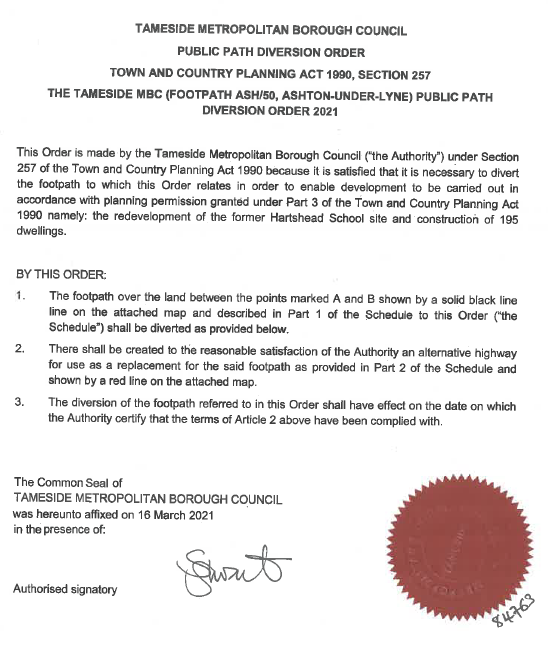 TAMESIDE METROPOLITAN BOROUGH COUNCIL
PUBLIC PATH DIVERSION ORDER
TOWN AND COUNTRY PLANNING ACT 1990, SECTION 257
THE TAMESIDE MBC (FOOTPATH ASH/50, ASHTON-UNDER-LYNE) PUBLIC PATH
DIVERSION ORDER 2021
This Order is made by the Tameside Metropolitan Borough Council ("the Authority") under Section
257 of the Town and Country Planning Act 1990 because it is satisfied that it is necessary to divert
the footpath to which this Order relates in order to enable development to be carried out in
accordance with planning permission granted under Part 3 of the Town and Country Planning Act
1990 namely: the redevelopment of the former Hartshead School site and construction of 195
dwellings.
BY THIS ORDER:
1. The footpath over the land between the points marked A and B shown by a solid black line
line on the attached map and described in Part 1 of the Schedule to this Order ("the
Schedule") shall be diverted as provided below.
2. There shall be created to the reasonable satisfaction of the Authority an alternative highway
for use as a replacement for the said footpath as provided in Part 2 of the Schedule and
shown by a red line on the attached map.
3. The diversion of the footpath referred to in this Order shall have effect on the date on which
the Authority certify that the terms of Article 2 above have been complied with.
The Common Seal of
TAMESIDE METROPOLITAN BOROUGH COUNCIL
was hereunto affixed on 16 March 2021
in the presence of:
Authorised signatory
84763